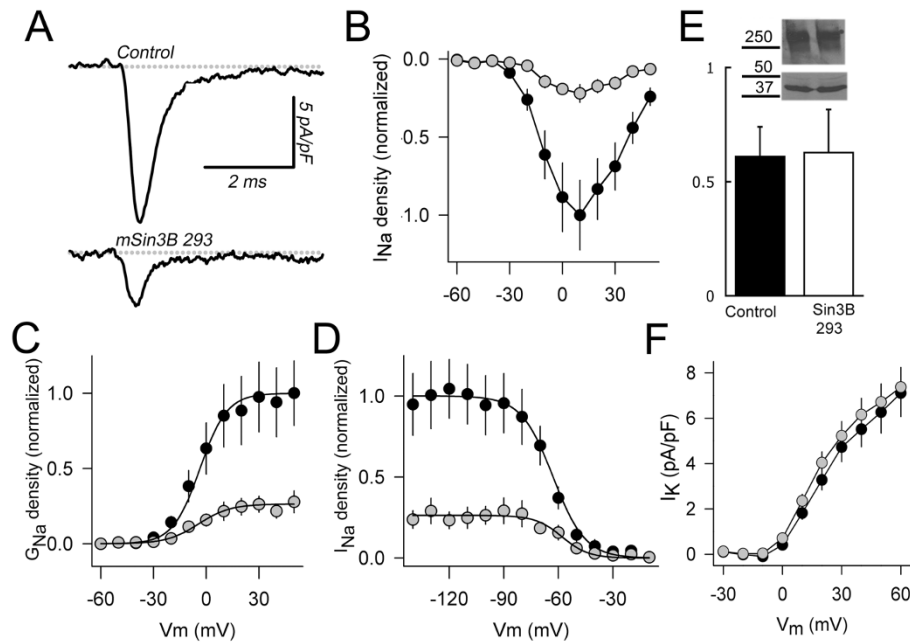 A
Control
5 pA/pF
2 ms
mSin3B 293
B
INa density (normalized)
0.0
-0.5
-1.0
-60
-30
0
30
E
250
50
37
1
0.5
0
Control
Sin3B
293
C
GNa density (normalized)
1.0
0.5
0.0
-60
-30
0
30
Vm (mV)
D
INa density (normalized)
1.0
0.5
0.0
-120
-90
-60
-30
Vm (mV)
F
IK (pA/pF)
8
6
4
2
0
-30
0
30
60
Vm (mV)